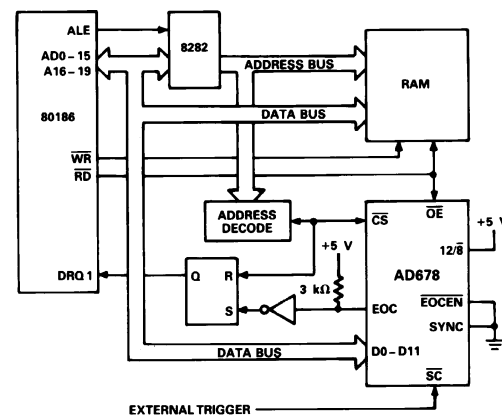 ALE
8282
AD0–15
A16–19
ADDRESS BUS
RAM
80186
DATA BUS
WR
RD
ADDRESS DECODE
CS
OE
+5 V
12/8
+5 V
DRQ 1
Q
R
3 kΩ
AD678
S
EOC
EOCEN
SYNC
DATA BUS
D0–D11
SC
EXTERNAL TRIGGER